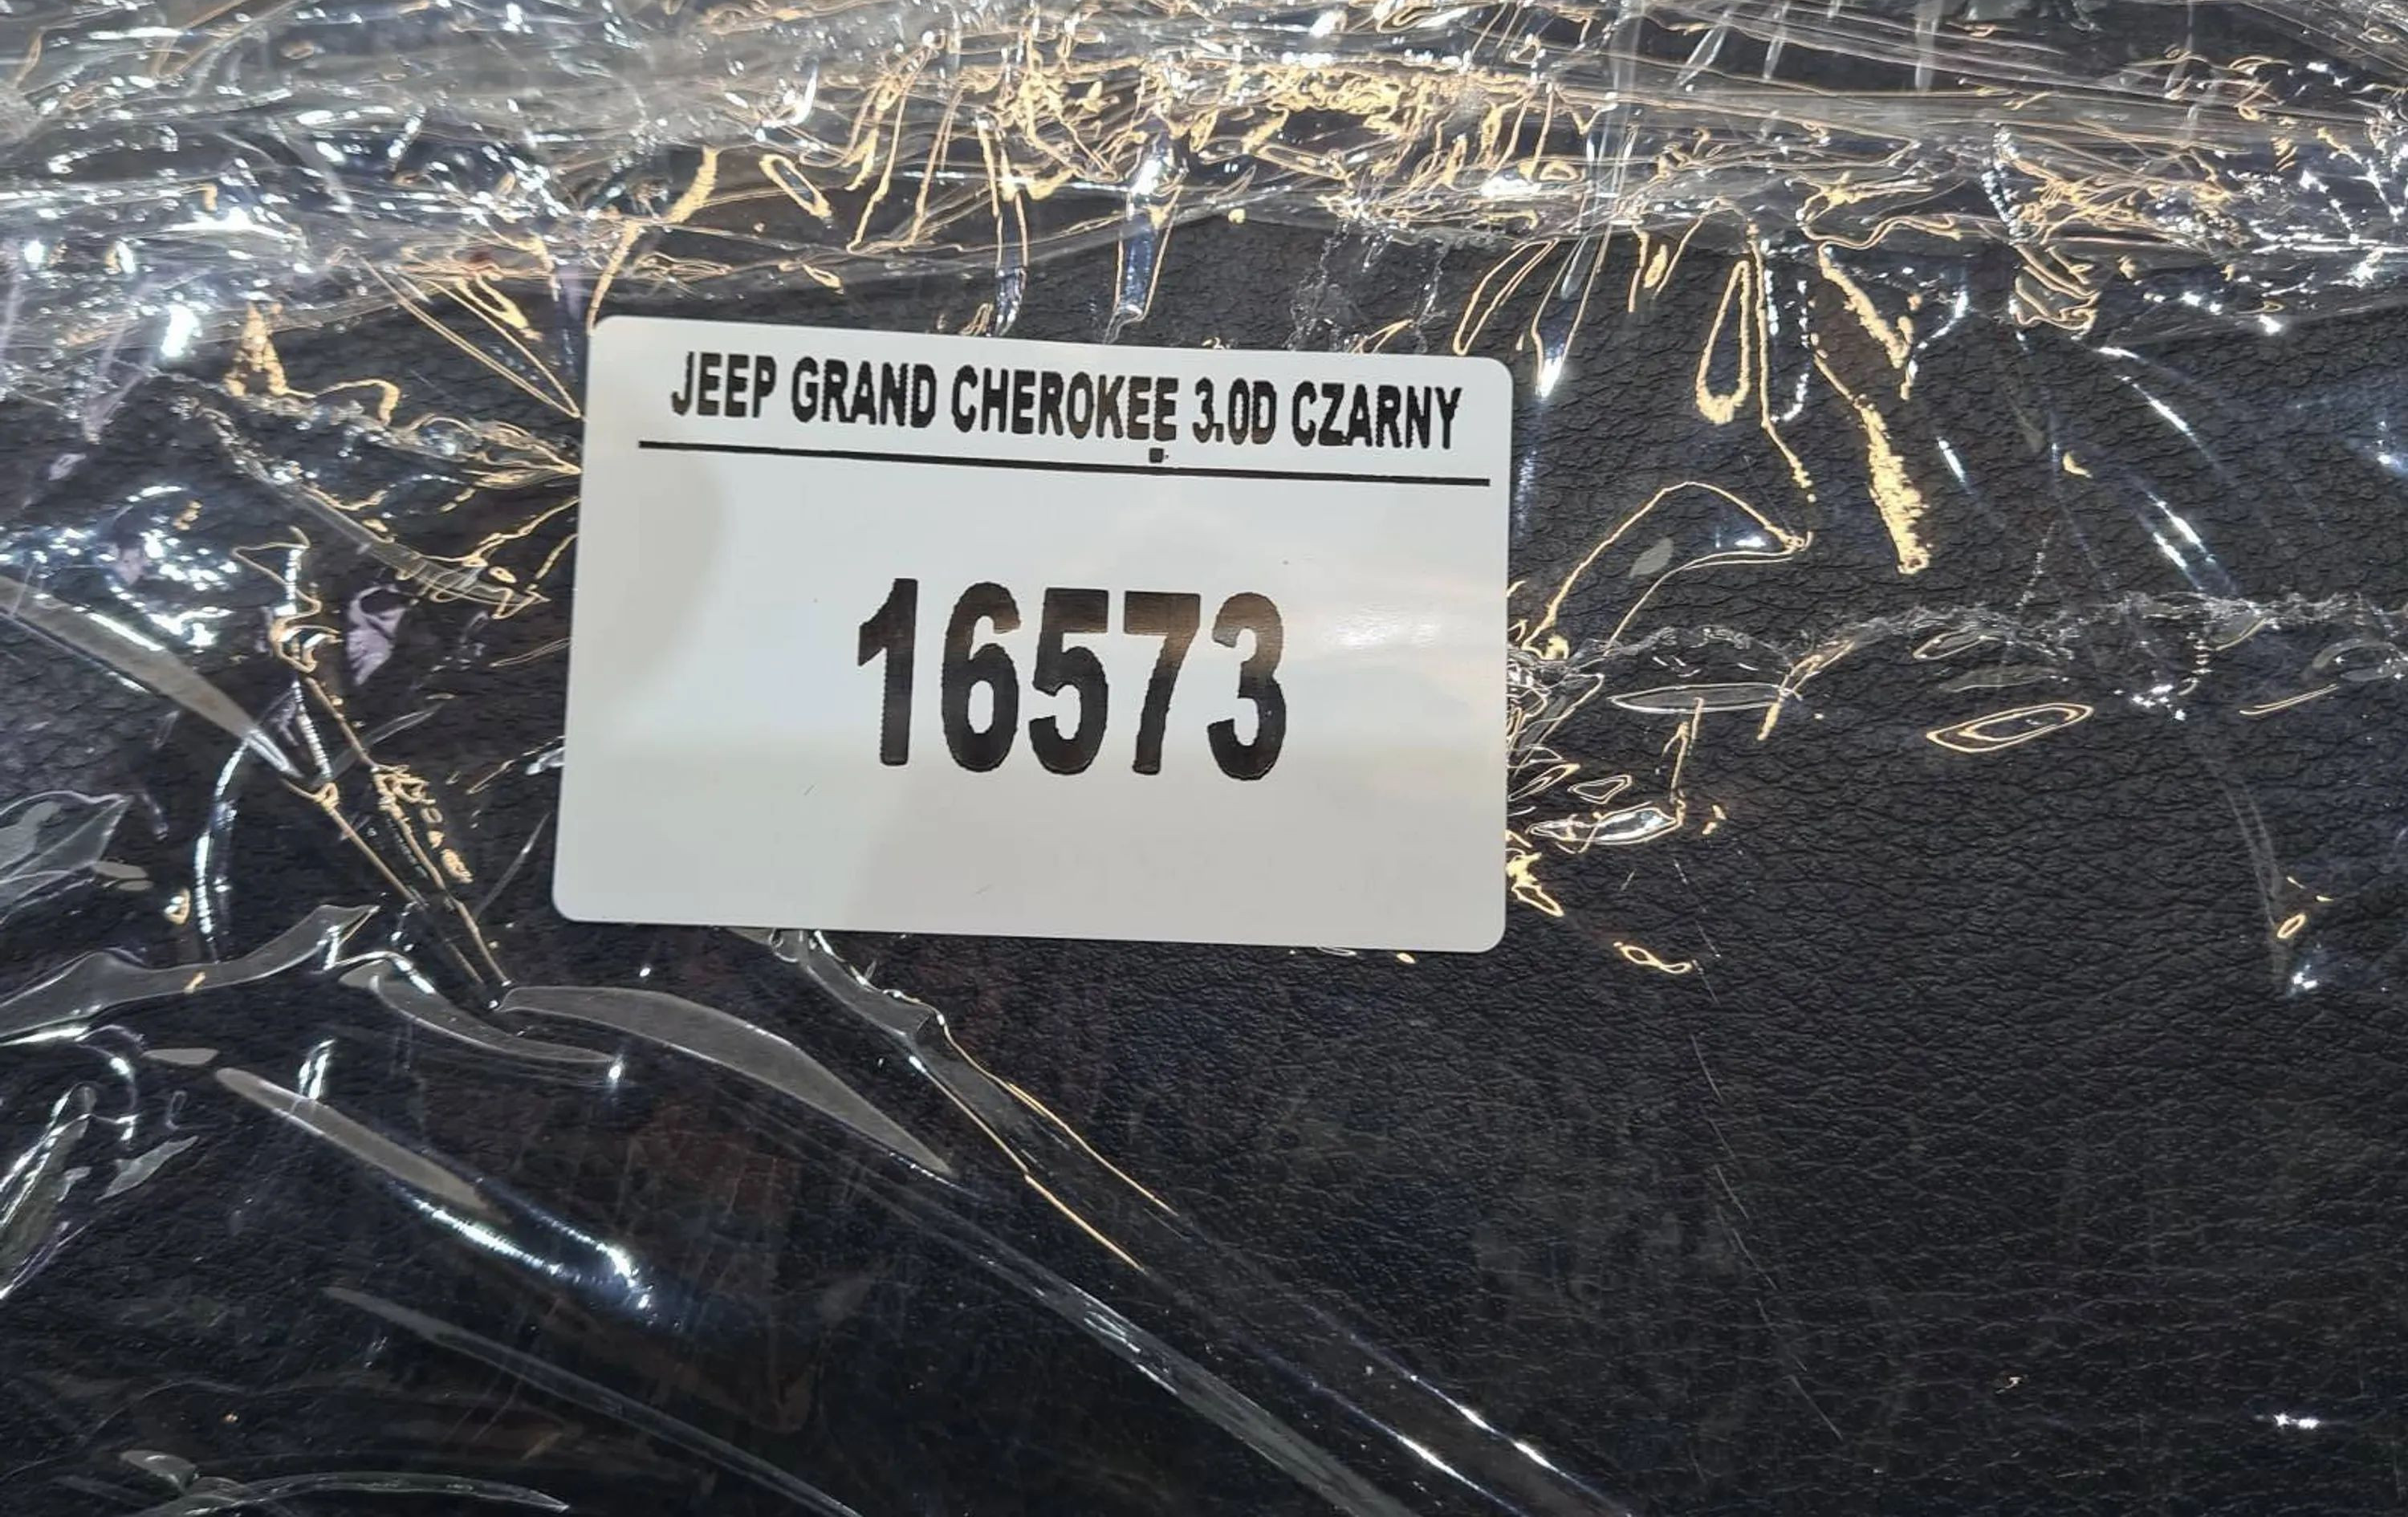 JEEP GRAND CHEROKEE 3.0D CZARNY
16573